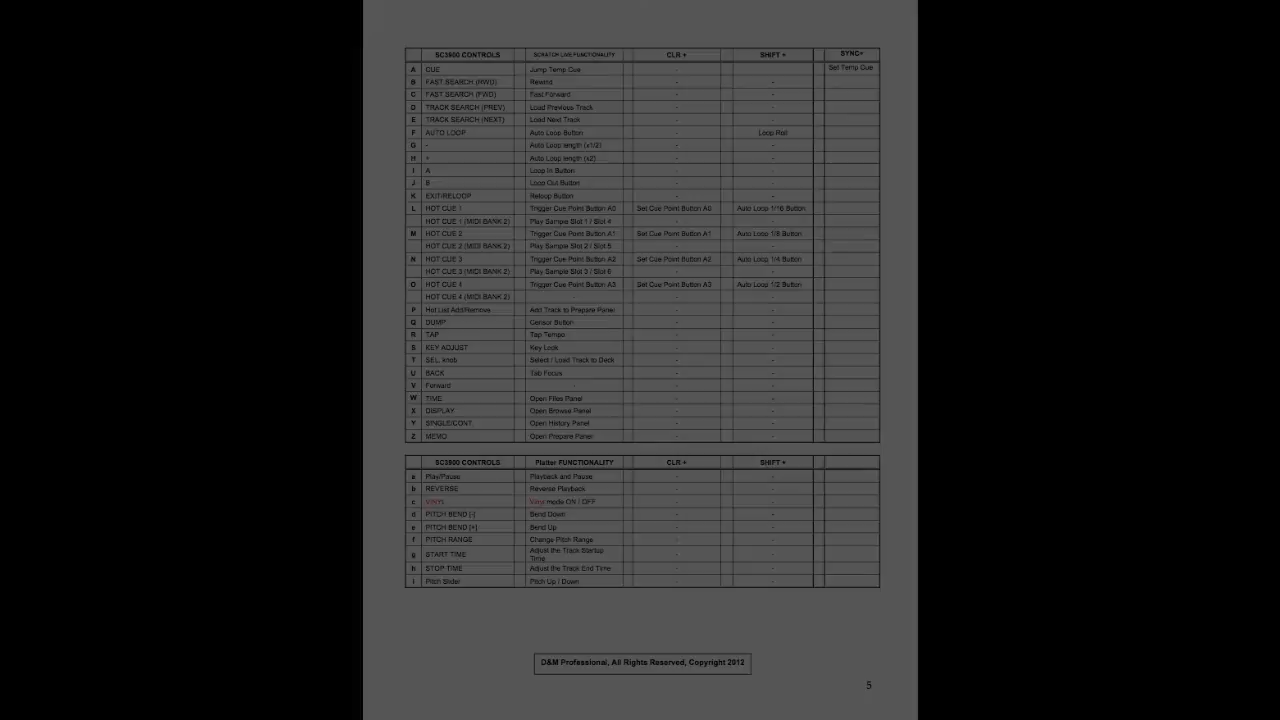 SC3900 CONTROLS SCRATCH LIVE FUNCTIONALITY CLR + SHIFT + SYNC+
A CUE Jump Temp Cue - Set Temp Cue
B FAST SEARCH (RWD) Rewind - -
C FAST SEARCH (FWD) Fast Forward - -
D TRACK SEARCH (PREV) Load Previous Track - -
E TRACK SEARCH (NEXT) Load Next Track - -
F AUTO LOOP Auto Loop Button - Loop Roll
G - Auto Loop length (x1/2) - -
H + Auto Loop length (x2) - -
I A Loop In Button - -
J B Loop Out Button - -
K EXIT/RELOOP Reloop Button - -
L HOT CUE 1 Trigger Cue Point Button A0 Set Cue Point Button A0 Auto Loop 1/16 Button
HOT CUE 1 (MIDI BANK 2) Play Sample Slot 1 / Slot 4 - -
M HOT CUE 2 Trigger Cue Point Button A1 Set Cue Point Button A1 Auto Loop 1/8 Button
HOT CUE 2 (MIDI BANK 2) Play Sample Slot 2 / Slot 5 - -
N HOT CUE 3 Trigger Cue Point Button A2 Set Cue Point Button A2 Auto Loop 1/4 Button
HOT CUE 3 (MIDI BANK 2) Play Sample Slot 3 / Slot 6 - -
O HOT CUE 4 Trigger Cue Point Button A3 Set Cue Point Button A3 Auto Loop 1/2 Button
HOT CUE 4 (MIDI BANK 2) - - -
P Hot List Add/Remove Add Track to Prepare Panel - -
Q DUMP Censor Button - -
R TAP Tap Tempo - -
S KEY ADJUST Key Lock - -
T SEL. knob Select / Load Track to Deck - -
U BACK Tab Focus - -
V Forward - - -
W TIME Open Files Panel - -
X DISPLAY Open Browse Panel - -
Y SINGLE/CONT. Open History Panel - -
Z MEMO Open Prepare Panel - -
SC3900 CONTROLS Platter FUNCTIONALITY CLR + SHIFT +
a Play/Pause Playback and Pause - -
b REVERSE Reverse Playback - -
c VINYL Vinyl mode ON / OFF - -
d PITCH BEND [-] Bend Down - -
e PITCH BEND [+] Bend Up - -
f PITCH RANGE Change Pitch Range - -
g START TIME Adjust the Track Startup Time - -
h STOP TIME Adjust the Track End Time - -
i Pitch Slider Pitch Up / Down - -
D&M Professional, All Rights Reserved, Copyright 2012
5